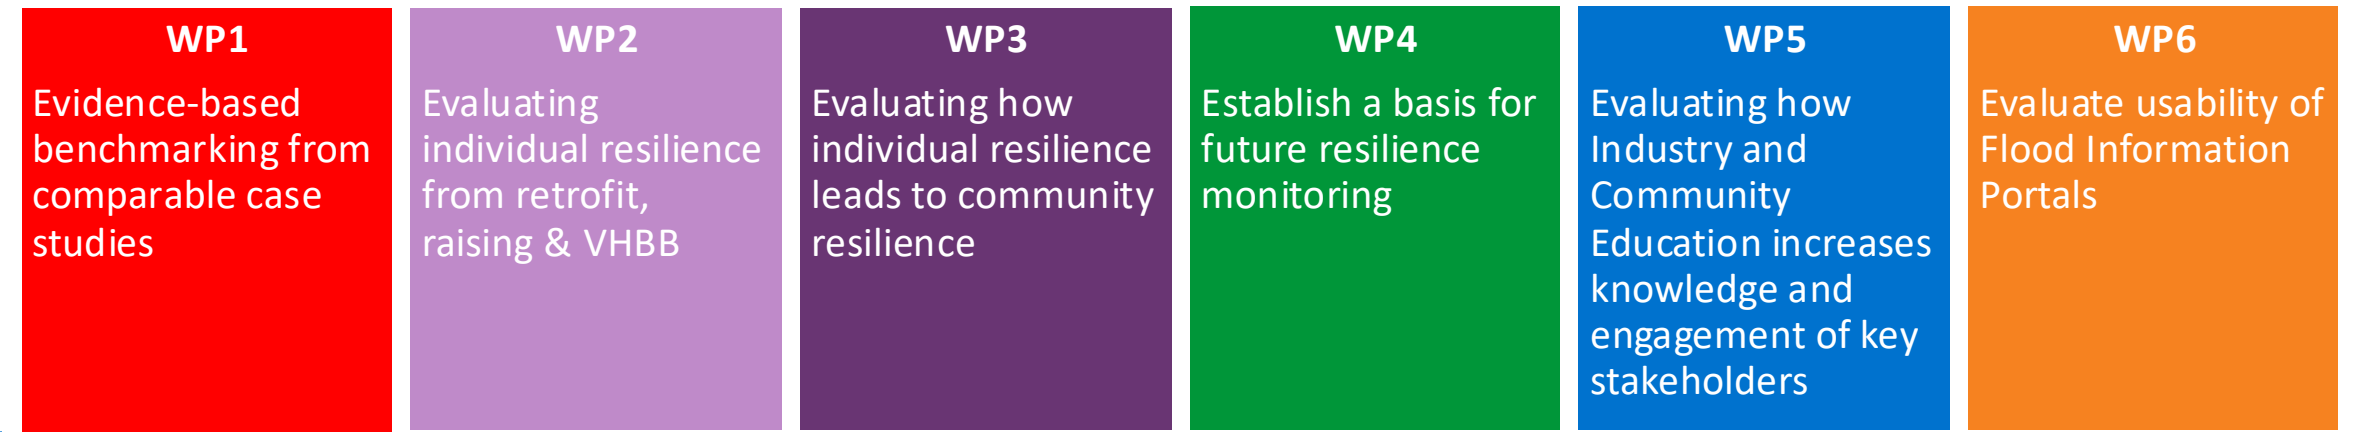 WP1
Evidence-based
benchmarking from
comparable case
studies
WP2
Evaluating
individual resilience
from retrofit,
raising & VHBB
WP3
Evaluating how
individual resilience
leads to community
resilience
WP4
Establish a basis for
future resilience
monitoring
WP5
Evaluating how
Industry and
Community
Education increases
knowledge and
engagement of key
stakeholders
WP6
Evaluate usability of
Flood Information
Portals